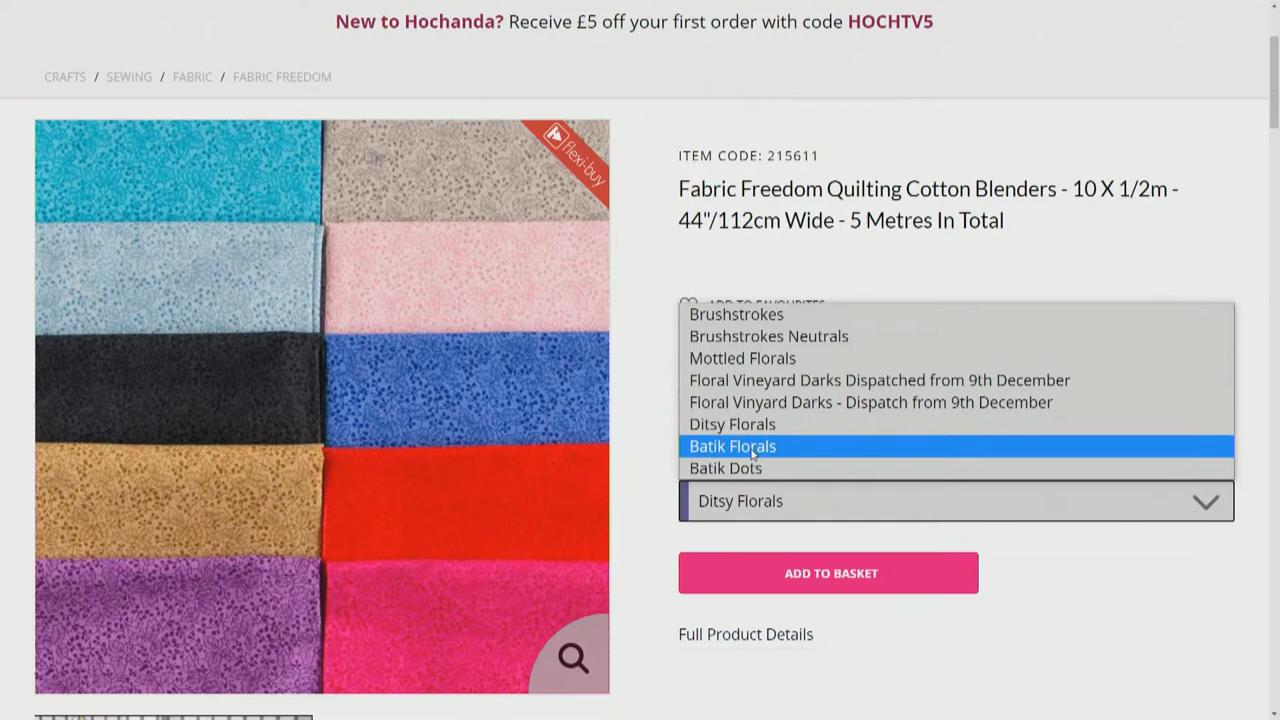 New to Hochanda? Receive £5 off your first order with code HOCHTV5
CRAFTS / SEWING / FABRIC / FABRIC FREEDOM
flexi-buy
ITEM CODE: 215611
Fabric Freedom Quilting Cotton Blenders - 10 X 1/2m -
44"/112cm Wide - 5 Metres In Total
ADD TO FAVOURITES
Brushstrokes
Brushstrokes Neutrals
Mottled Florals
Floral Vineyard Darks Dispatched from 9th December
Floral Vinyard Darks - Dispatch from 9th December
Ditsy Florals
Batik Florals
Batik Dots
Ditsy Florals
ADD TO BASKET
Full Product Details